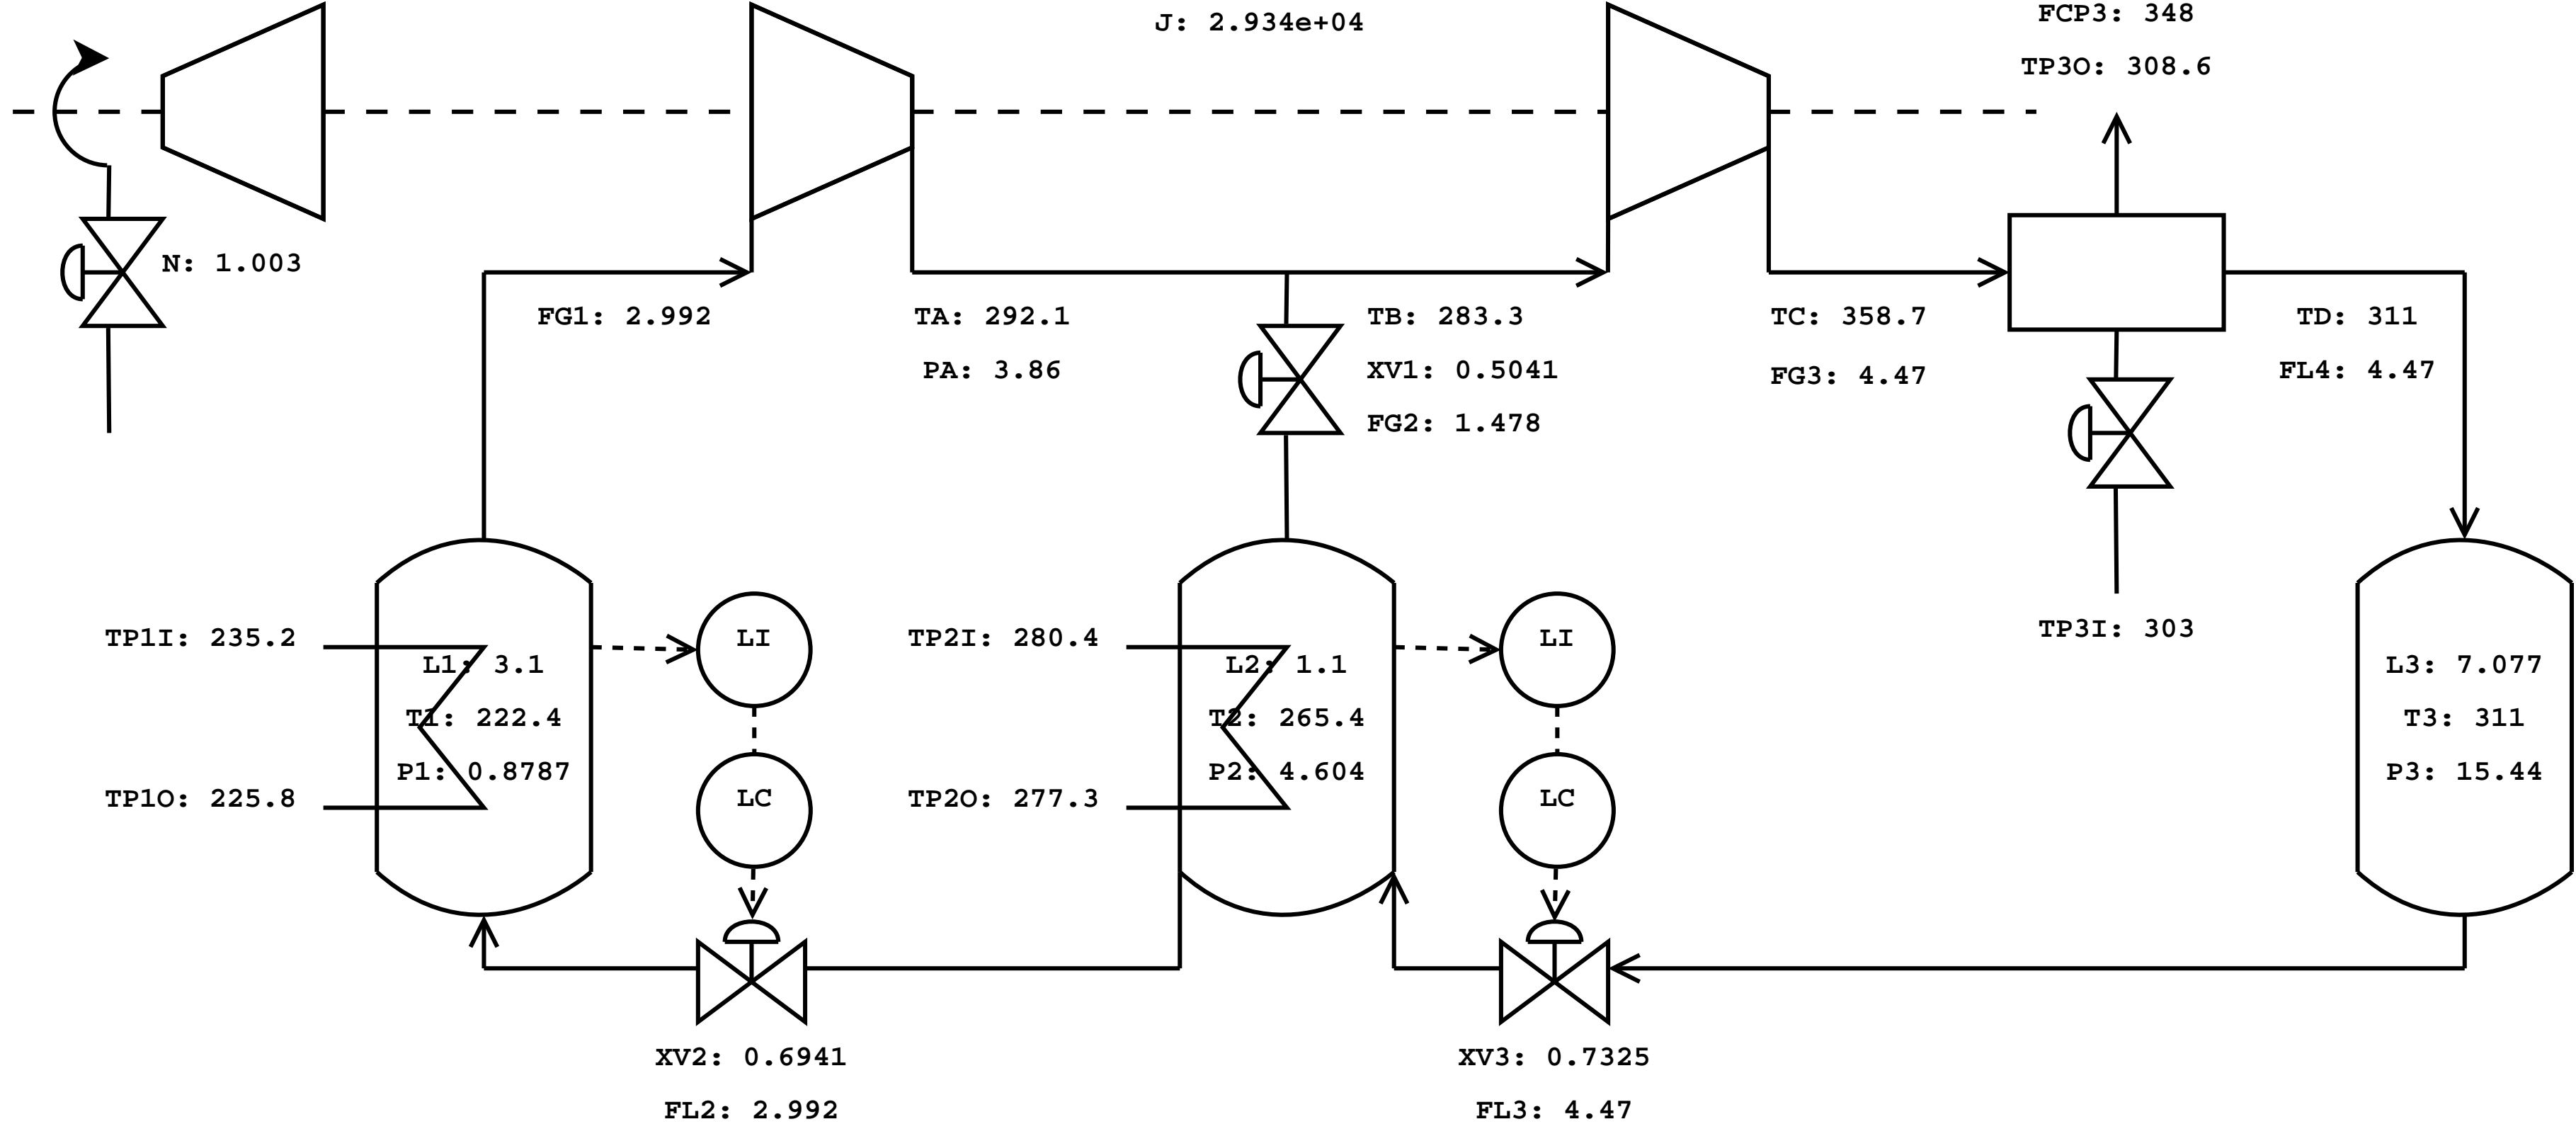 J: 2.934e+04
FCP3: 348
TP3O: 308.6
N: 1.003
FG1: 2.992
TA: 292.1
PA: 3.86
TB: 283.3
XV1: 0.5041
FG2: 1.478
TC: 358.7
FG3: 4.47
TD: 311
FL4: 4.47
TP3I: 303
TP1I: 235.2
L1: 3.1
T1: 222.4
P1: 0.8787
TP1O: 225.8
LI
LC
TP2I: 280.4
L2: 1.1
T2: 265.4
P2: 4.604
TP2O: 277.3
LI
LC
L3: 7.077
T3: 311
P3: 15.44
XV2: 0.6941
FL2: 2.992
XV3: 0.7325
FL3: 4.47